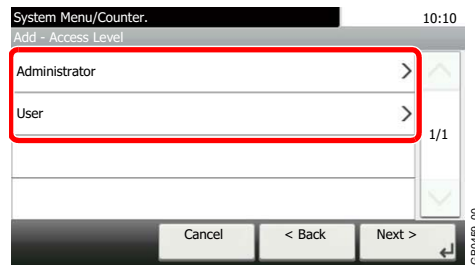 System Menu/Counter. 10:10
Add - Access Level
Administrator
User
1/1
Cancel < Back Next >